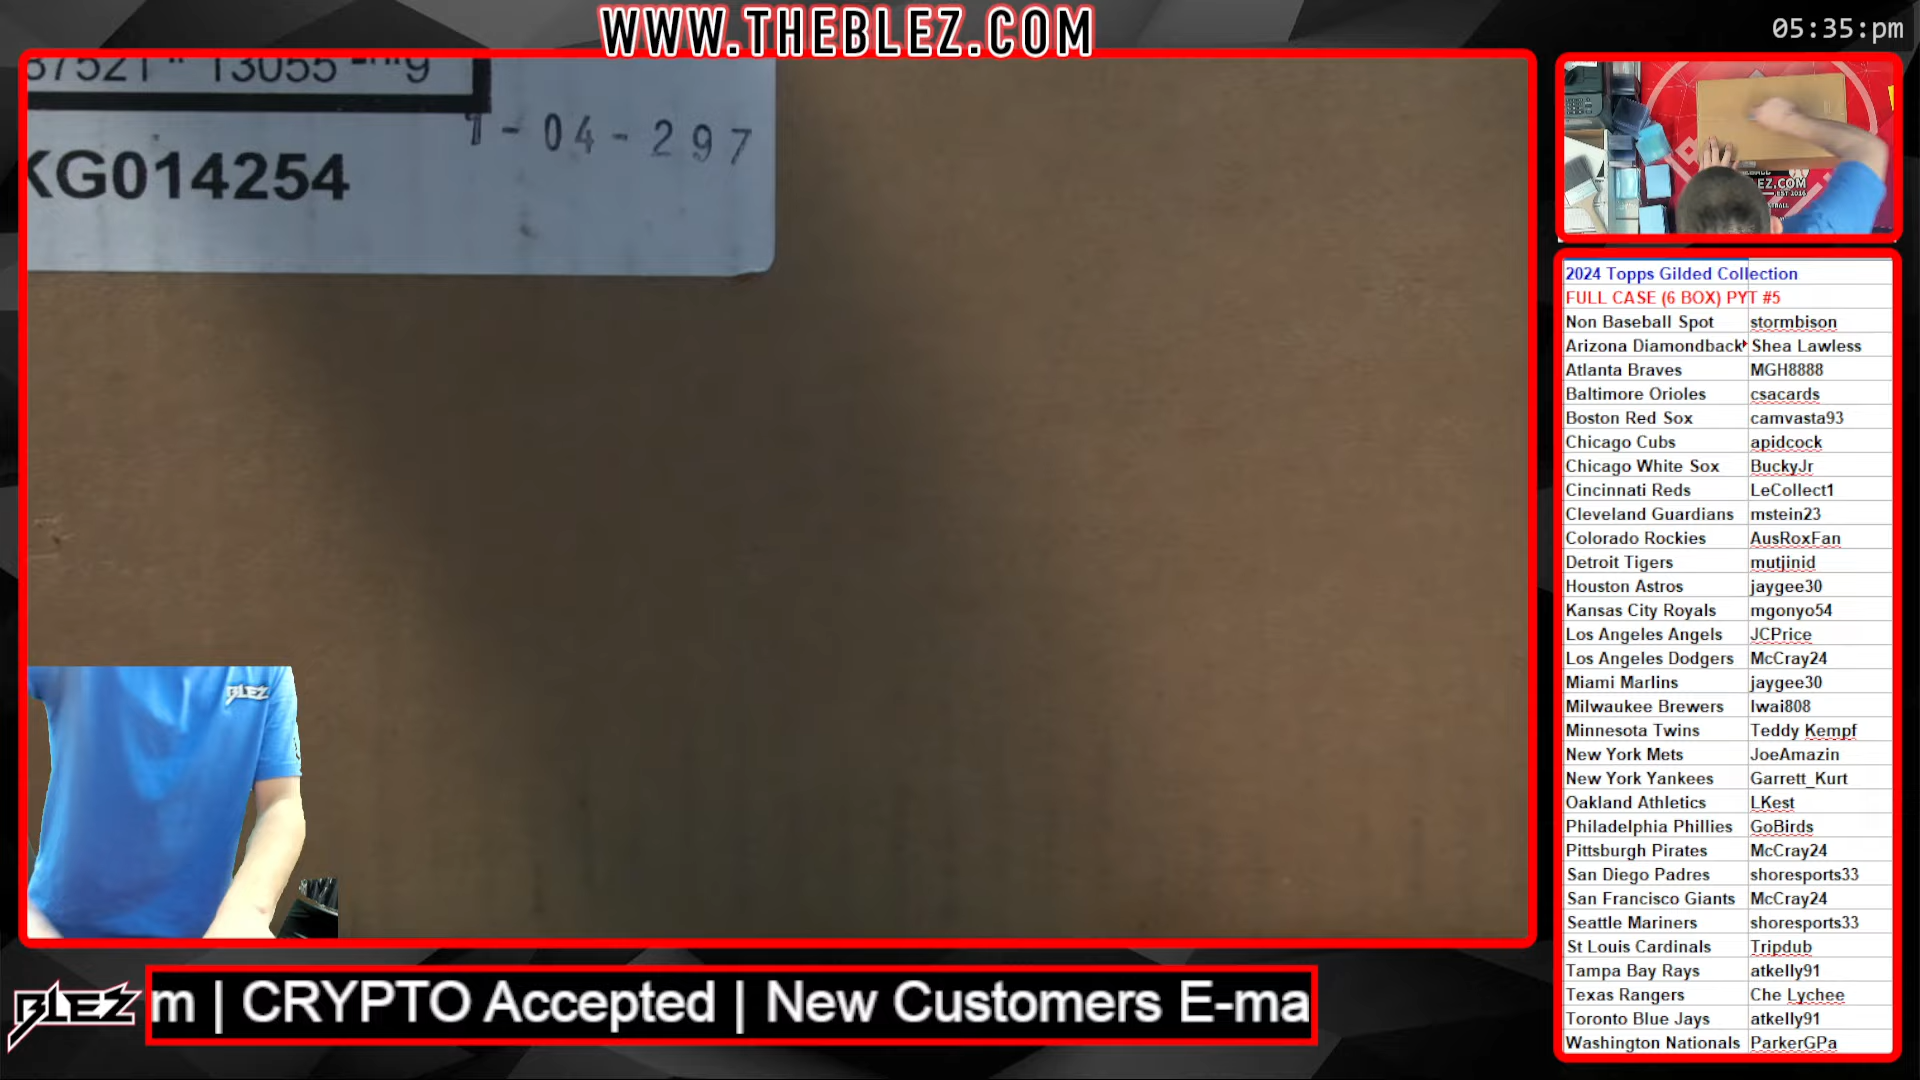 WWW.THEBLEZ.COM
05:35:pm
13055
1-04-297
KG014254
BLEZ
EZ.COM
2024 Topps Gilded Collection
FULL CASE (6 BOX) PYT #5
Non Baseball Spot stormbison
Arizona Diamondback Shea Lawless
Atlanta Braves MGH8888
Baltimore Orioles csacards
Boston Red Sox camvasta93
Chicago Cubs apidcock
Chicago White Sox BuckyJr
Cincinnati Reds LeCollect1
Cleveland Guardians mstein23
Colorado Rockies AusRoxFan
Detroit Tigers mutjinid
Houston Astros jaygee30
Kansas City Royals mgonyo54
Los Angeles Angels JCPrice
Los Angeles Dodgers McCray24
Miami Marlins jaygee30
Milwaukee Brewers lwai808
Minnesota Twins Teddy Kempf
New York Mets JoeAmazin
New York Yankees Garrett_Kurt
Oakland Athletics LKest
Philadelphia Phillies GoBirds
Pittsburgh Pirates McCray24
San Diego Padres shoresports33
San Francisco Giants McCray24
Seattle Mariners shoresports33
St Louis Cardinals Tripdub
Tampa Bay Rays atkelly91
Texas Rangers Che Lychee
Toronto Blue Jays atkelly91
Washington Nationals ParkerGPa
BLEZ
m | CRYPTO Accepted | New Customers E-ma